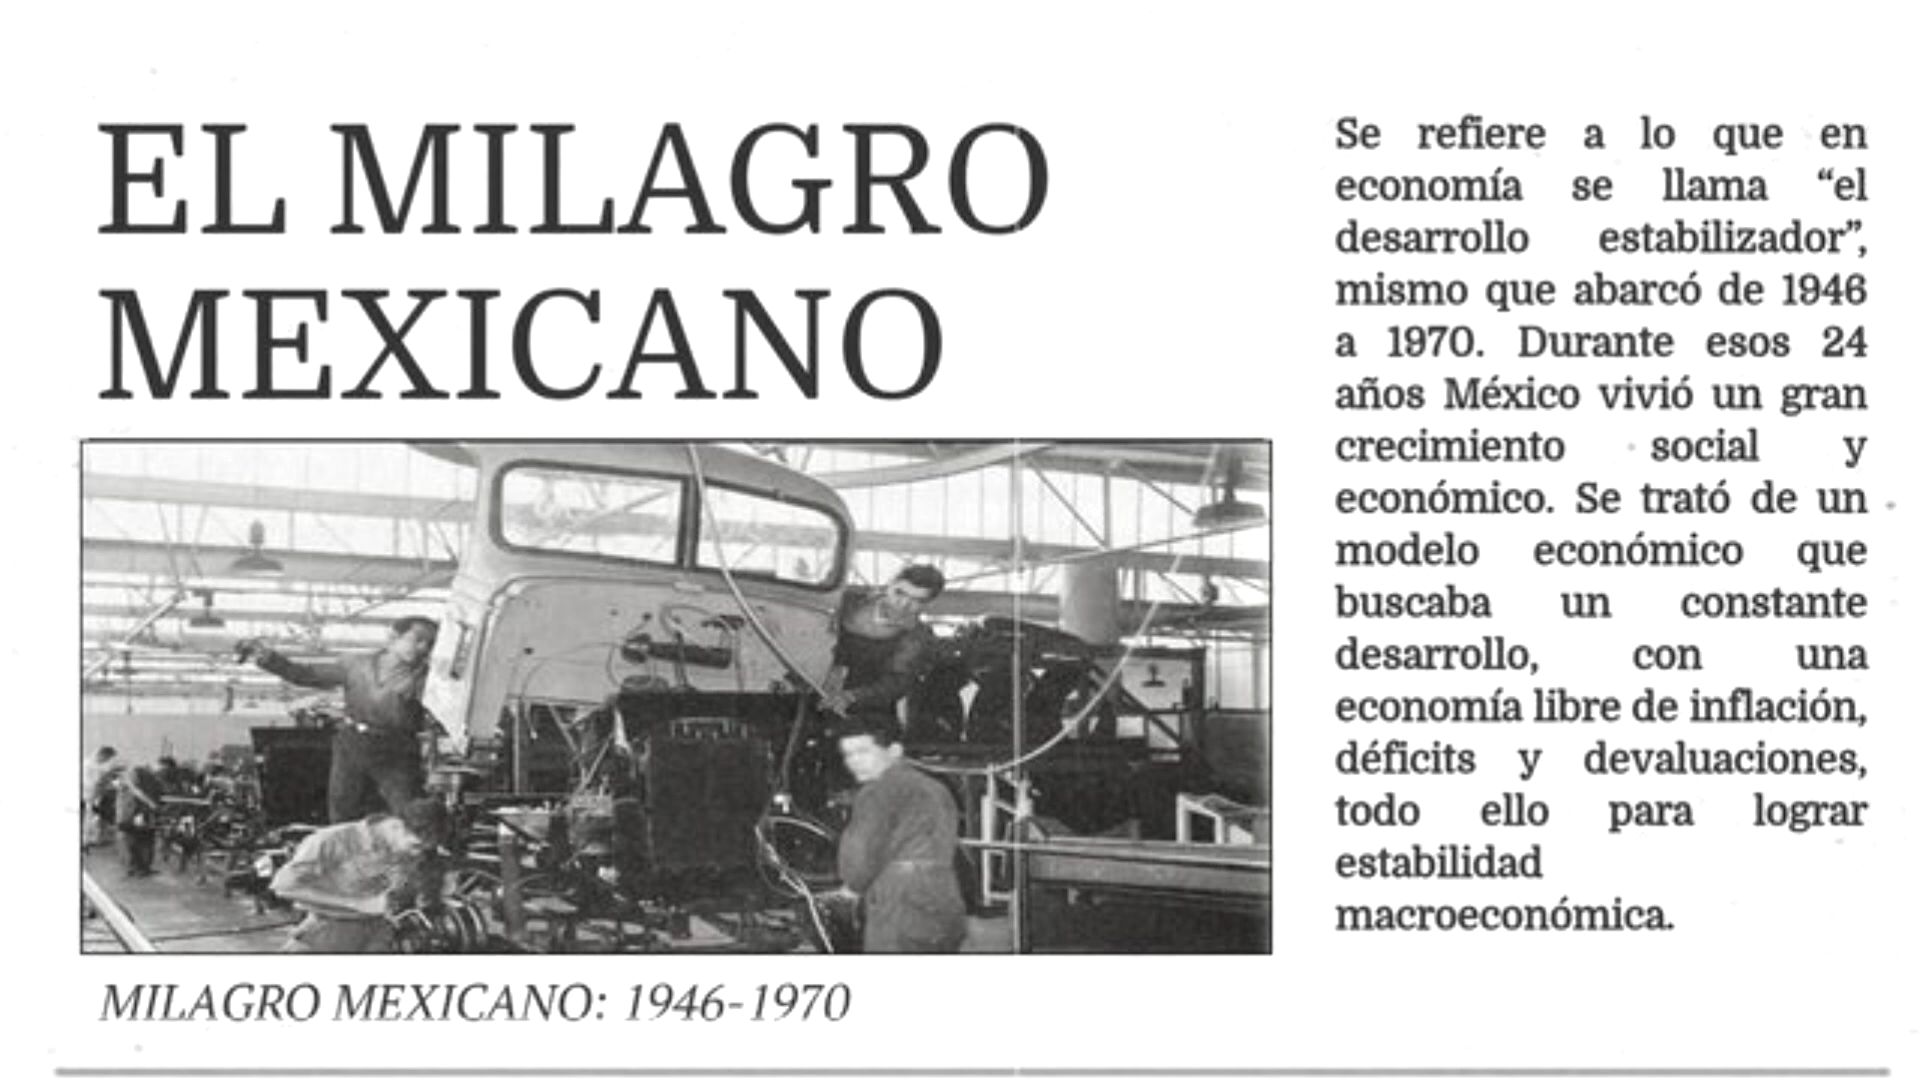 EL MILAGRO
MEXICANO
Se refiere a lo que en
economía se llama “el
desarrollo estabilizador”,
mismo que abarcó de 1946
a 1970. Durante esos 24
años México vivió un gran
crecimiento social y
económico. Se trató de un
modelo económico que
buscaba un constante
desarrollo, con una
economía libre de inflación,
déficits y devaluaciones,
todo ello para lograr
estabilidad
macroeconómica.
MILAGRO MEXICANO: 1946-1970